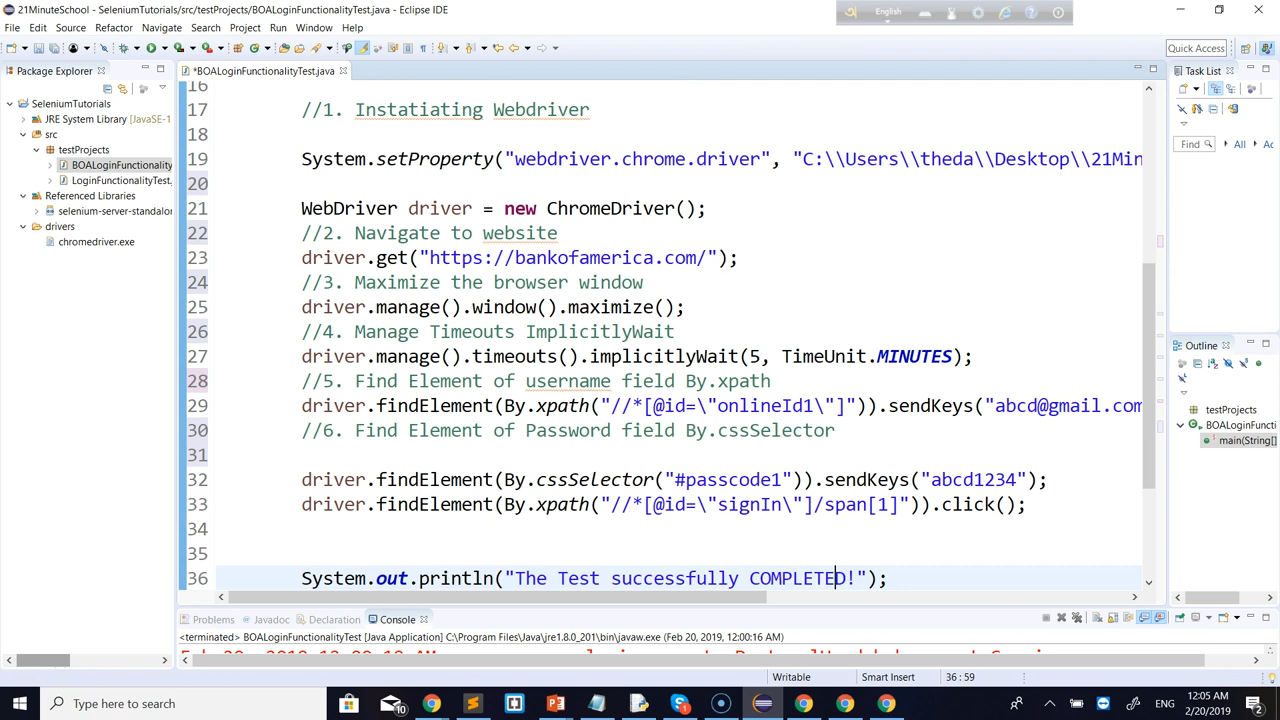 21MinuteSchool - SeleniumTutorials/src/testProjects/BOALoginFunctionalityTest.java - Eclipse IDE
English
File Edit Source Refactor Navigate Search Project Run Window Help
Quick Access
Package Explorer
*BOALoginFunctionalityTest.java
Task List
SeleniumTutorials
JRE System Library [JavaSE-1
src
testProjects
BOALoginFunctionality
LoginFunctionalityTest.
Referenced Libraries
selenium-server-standalon
drivers
chromedriver.exe
16
17 //1. Instatiating Webdriver
18
19 System.setProperty("webdriver.chrome.driver", "C:\\Users\\theda\\Desktop\\21Min
20
21 WebDriver driver = new ChromeDriver();
22 //2. Navigate to website
23 driver.get("https://bankofamerica.com/");
24 //3. Maximize the browser window
25 driver.manage().window().maximize();
26 //4. Manage Timeouts ImplicitlyWait
27 driver.manage().timeouts().implicitlyWait(5, TimeUnit.MINUTES);
28 //5. Find Element of username field By.xpath
29 driver.findElement(By.xpath("//*[@id=\"onlineId1\"]")).sendKeys("abcd@gmail.com
30 //6. Find Element of Password field By.cssSelector
31
32 driver.findElement(By.cssSelector("#passcode1")).sendKeys("abcd1234");
33 driver.findElement(By.xpath("//*[@id=\"signIn\"]/span[1]")).click();
34
35
36 System.out.println("The Test successfully COMPLETED!");
Find All Ac
Outline
testProjects
BOALoginFuncti
main(String[]
Problems Javadoc Declaration Console
<terminated> BOALoginFunctionalityTest [Java Application] C:\Program Files\Java\jre1.8.0_201\bin\javaw.exe (Feb 20, 2019, 12:00:16 AM)
Writable Smart Insert 36 : 59
Type here to search
10
12:05 AM
2/20/2019
2